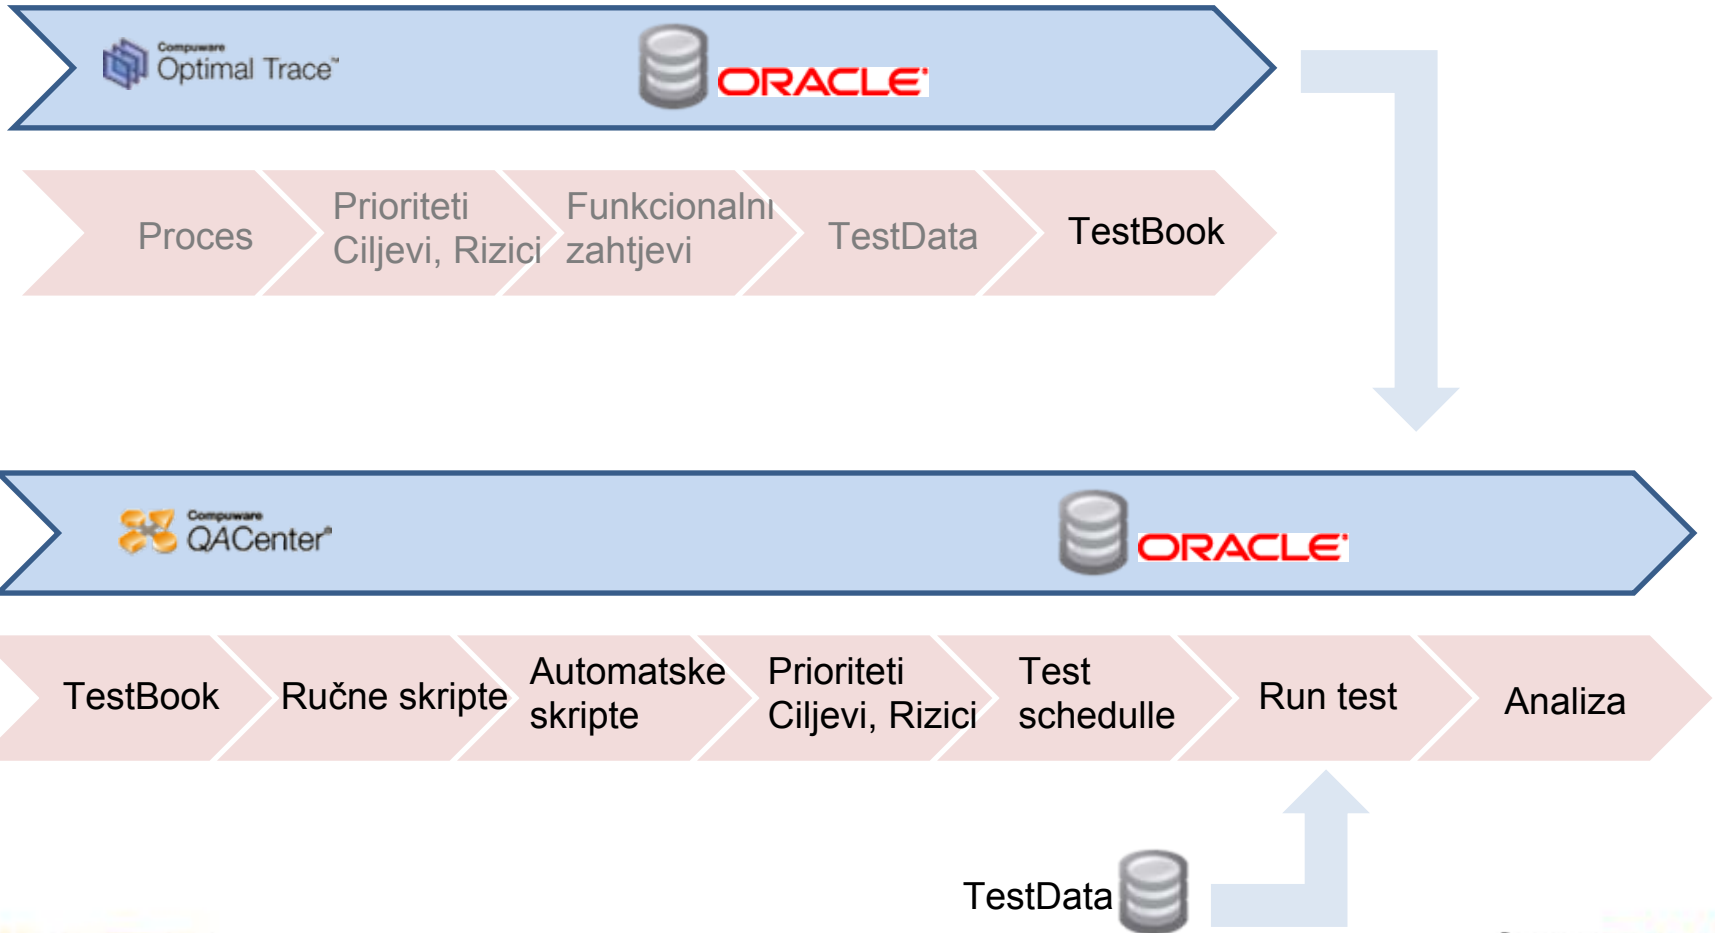 Compuware
Optimal Trace™
ORACLE®
Proces
Prioriteti
Ciljevi, Rizici
Funkcionalni
zahtjevi
TestData
TestBook
Compuware
QACenter®
ORACLE®
TestBook
Ručne skripte
Automatske
skripte
Prioriteti
Ciljevi, Rizici
Test
schedulle
Run test
Analiza
TestData